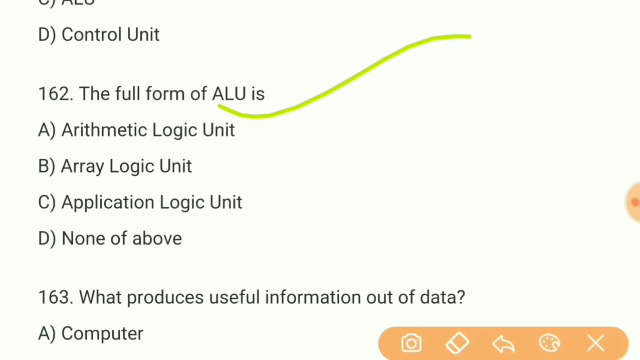 C) ALU
D) Control Unit
162. The full form of ALU is
A) Arithmetic Logic Unit
B) Array Logic Unit
C) Application Logic Unit
D) None of above
163. What produces useful information out of data?
A) Computer